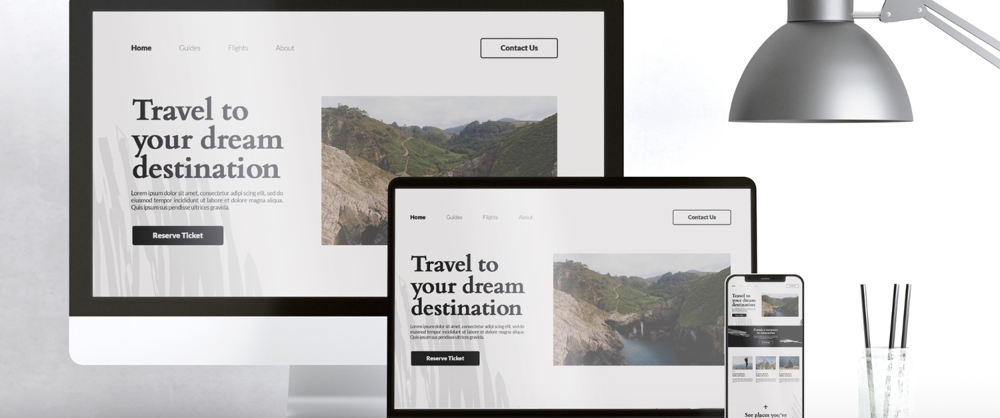 Home Guides Flights About Contact Us
Travel to
your dream
destination
Lorem ipsum dolor sit amet, consectetur adipi scing elit, sed do
eiusmod tempor incididunt ut labore et dolore magna aliqua.
Quis ipsum sus pendisse ultrices gravida.
Reserve Ticket
Home Guides Flights About Contact Us
Travel to
your dream
destination
Lorem ipsum dolor sit amet, consectetur adipi scing elit, sed do
eiusmod tempor incididunt ut labore et dolore magna aliqua.
Quis ipsum sus pendisse ultrices gravida.
Reserve Ticket
Travel to
your dream
destination
Create a memory
to remember
See places you've